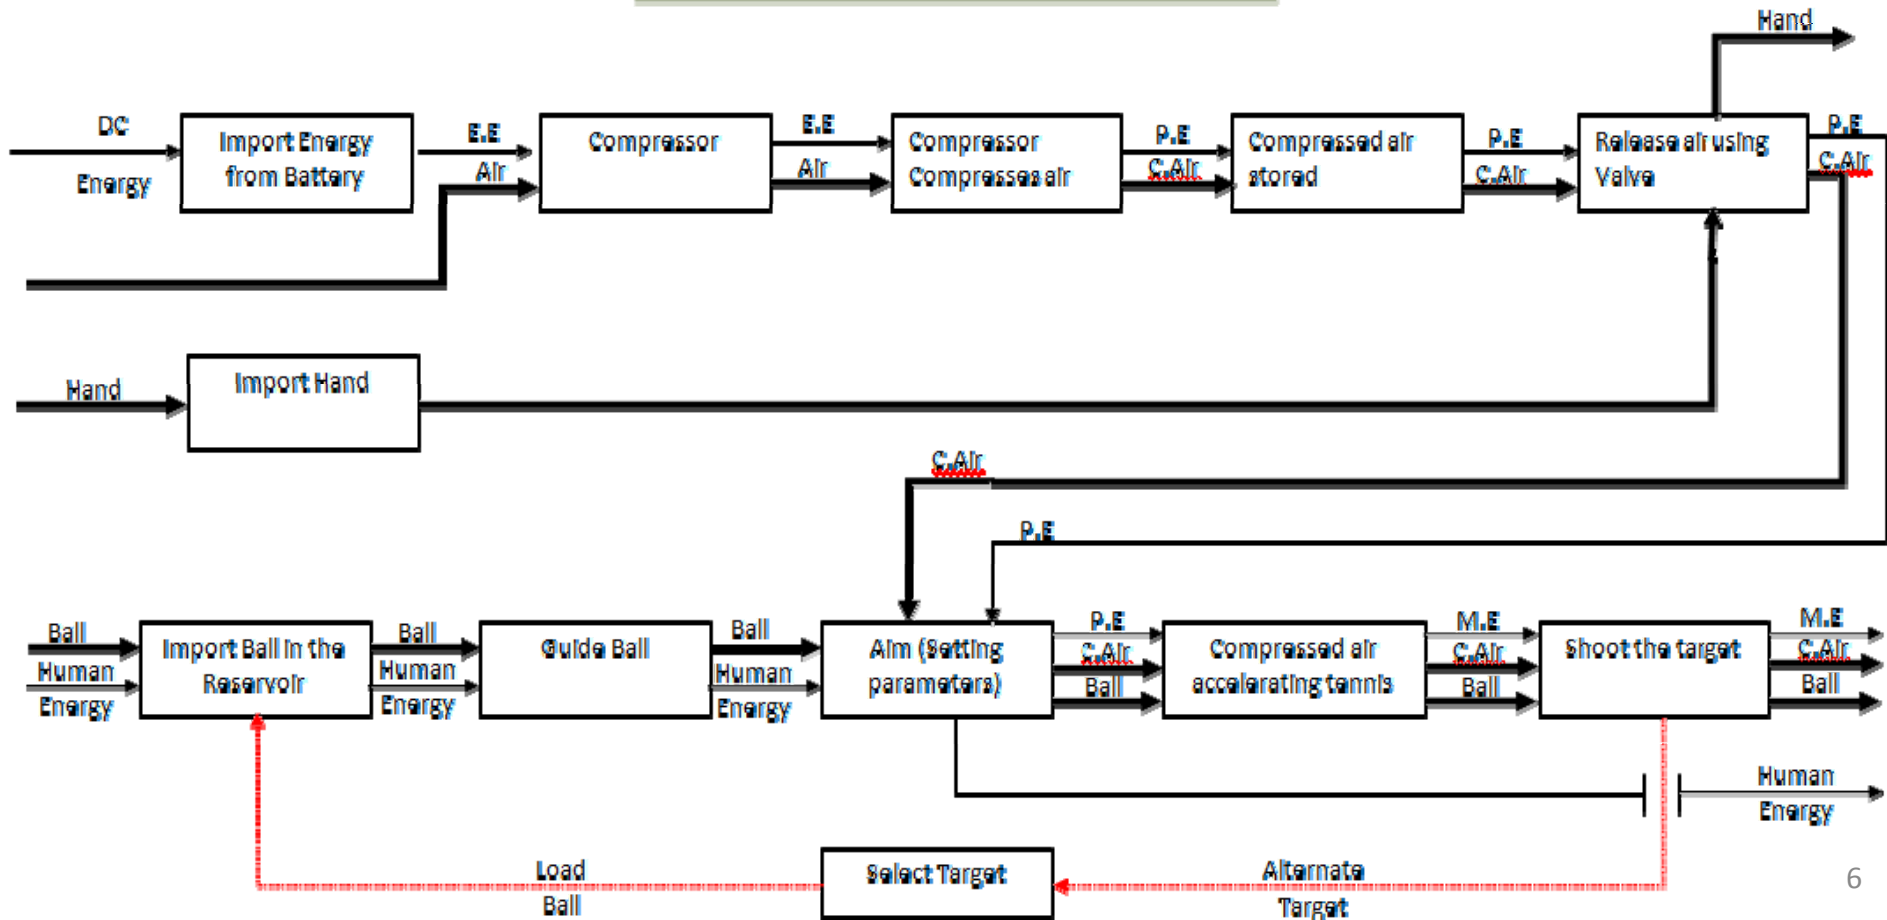 Hand
DC
Energy
Import Energy
from Battery
E.E
Air
Compressor
E.E
Air
Compressor
Compresses air
P.E
C.Air
Compressed air
stored
P.E
C.Air
Release air using
Valve
P.E
C.Air
Hand
Import Hand
C.Air
P.E
Ball
Human
Energy
Import Ball in the
Reservoir
Ball
Human
Energy
Guide Ball
Ball
Human
Energy
Aim (Setting
parameters)
P.E
C.Air
Ball
Compressed air
accelerating tennis
M.E
C.Air
Ball
Shoot the target
M.E
C.Air
Ball
Human
Energy
Load
Ball
Select Target
Alternate
Target
6